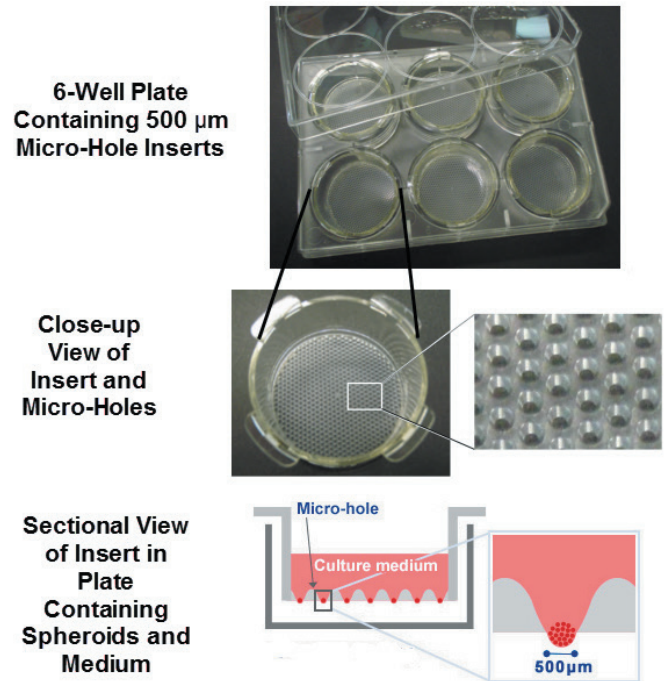 6-Well Plate
Containing 500 µm
Micro-Hole Inserts
Close-up
View of
Insert and
Micro-Holes
Sectional View
of Insert in
Plate
Containing
Spheroids and
Medium
Micro-hole
Culture medium
500µm